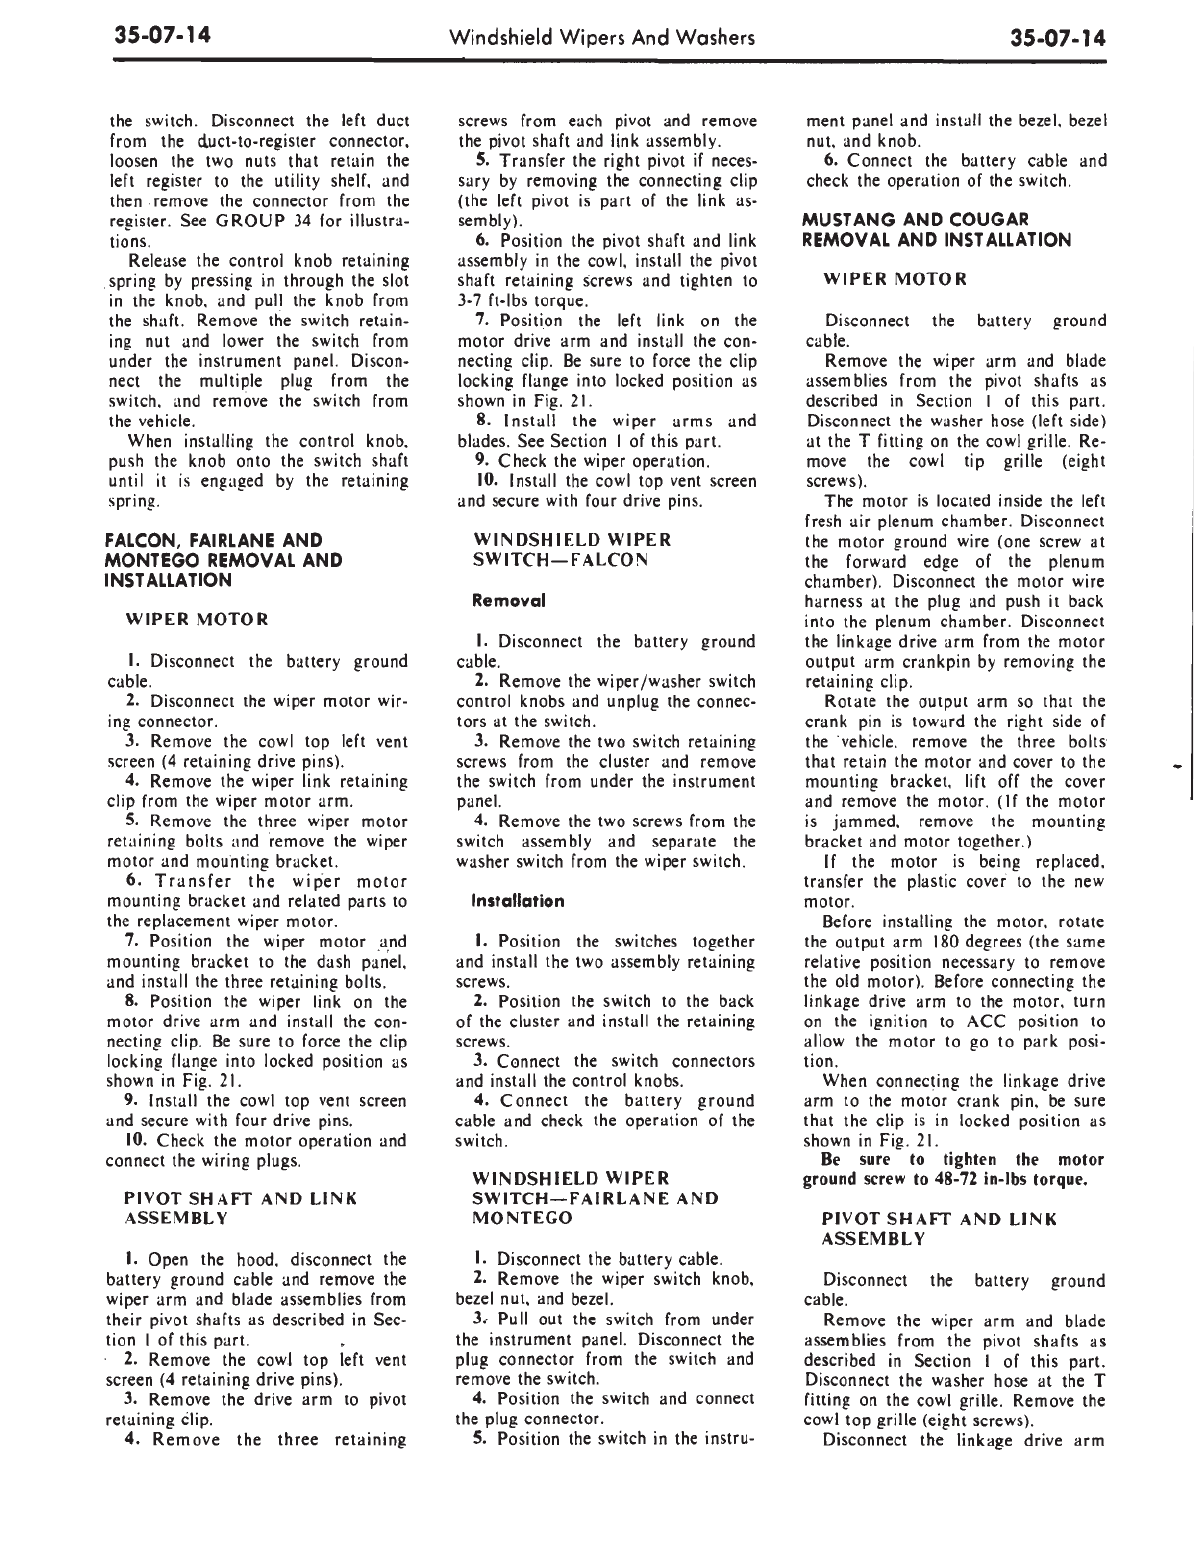 35-07-14
Windshield Wipers And Washers
35-07-14
the switch. Disconnect the left duct
from the duct-to-register connector,
loosen the two nuts that retain the
left register to the utility shelf, and
then remove the connector from the
register. See GROUP 34 for illustra-
tions.
Release the control knob retaining
spring by pressing in through the slot
in the knob, and pull the knob from
the shaft. Remove the switch retain-
ing nut and lower the switch from
under the instrument panel. Discon-
nect the multiple plug from the
switch, and remove the switch from
the vehicle.
When installing the control knob,
push the knob onto the switch shaft
until it is engaged by the retaining
spring.
FALCON, FAIRLANE AND
MONTEGO REMOVAL AND
INSTALLATION
WIPER MOTOR
1. Disconnect the battery ground
cable.
2. Disconnect the wiper motor wir-
ing connector.
3. Remove the cowl top left vent
screen (4 retaining drive pins).
4. Remove the wiper link retaining
clip from the wiper motor arm.
5. Remove the three wiper motor
retaining bolts and remove the wiper
motor and mounting bracket.
6. Transfer the wiper motor
mounting bracket and related parts to
the replacement wiper motor.
7. Position the wiper motor and
mounting bracket to the dash panel,
and install the three retaining bolts.
8. Position the wiper link on the
motor drive arm and install the con-
necting clip. Be sure to force the clip
locking flange into locked position as
shown in Fig. 21.
9. Install the cowl top vent screen
and secure with four drive pins.
10. Check the motor operation and
connect the wiring plugs.
PIVOT SHAFT AND LINK
ASSEMBLY
1. Open the hood, disconnect the
battery ground cable and remove the
wiper arm and blade assemblies from
their pivot shafts as described in Sec-
tion 1 of this part.
2. Remove the cowl top left vent
screen (4 retaining drive pins).
3. Remove the drive arm to pivot
retaining clip.
4. Remove the three retaining
screws from each pivot and remove
the pivot shaft and link assembly.
5. Transfer the right pivot if neces-
sary by removing the connecting clip
(the left pivot is part of the link as-
sembly).
6. Position the pivot shaft and link
assembly in the cowl, install the pivot
shaft retaining screws and tighten to
3-7 ft-lbs torque.
7. Position the left link on the
motor drive arm and install the con-
necting clip. Be sure to force the clip
locking flange into locked position as
shown in Fig. 21.
8. Install the wiper arms and
blades. See Section 1 of this part.
9. Check the wiper operation.
10. Install the cowl top vent screen
and secure with four drive pins.
WINDSHIELD WIPER
SWITCH—FALCON
Removal
1. Disconnect the battery ground
cable.
2. Remove the wiper/washer switch
control knobs and unplug the connec-
tors at the switch.
3. Remove the two switch retaining
screws from the cluster and remove
the switch from under the instrument
panel.
4. Remove the two screws from the
switch assembly and separate the
washer switch from the wiper switch.
Installation
1. Position the switches together
and install the two assembly retaining
screws.
2. Position the switch to the back
of the cluster and install the retaining
screws.
3. Connect the switch connectors
and install the control knobs.
4. Connect the battery ground
cable and check the operation of the
switch.
WINDSHIELD WIPER
SWITCH—FAIRLANE AND
MONTEGO
1. Disconnect the battery cable.
2. Remove the wiper switch knob,
bezel nut, and bezel.
3. Pull out the switch from under
the instrument panel. Disconnect the
plug connector from the switch and
remove the switch.
4. Position the switch and connect
the plug connector.
5. Position the switch in the instru-
ment panel and install the bezel, bezel
nut, and knob.
6. Connect the battery cable and
check the operation of the switch.
MUSTANG AND COUGAR
REMOVAL AND INSTALLATION
WIPER MOTOR
Disconnect the battery ground
cable.
Remove the wiper arm and blade
assemblies from the pivot shafts as
described in Section 1 of this part.
Disconnect the washer hose (left side)
at the T fitting on the cowl grille. Re-
move the cowl tip grille (eight
screws).
The motor is located inside the left
fresh air plenum chamber. Disconnect
the motor ground wire (one screw at
the forward edge of the plenum
chamber). Disconnect the motor wire
harness at the plug and push it back
into the plenum chamber. Disconnect
the linkage drive arm from the motor
output arm crankpin by removing the
retaining clip.
Rotate the output arm so that the
crank pin is toward the right side of
the vehicle. remove the three bolts
that retain the motor and cover to the
mounting bracket, lift off the cover
and remove the motor. (If the motor
is jammed, remove the mounting
bracket and motor together.)
If the motor is being replaced,
transfer the plastic cover to the new
motor.
Before installing the motor, rotate
the output arm 180 degrees (the same
relative position necessary to remove
the old motor). Before connecting the
linkage drive arm to the motor, turn
on the ignition to ACC position to
allow the motor to go to park posi-
tion.
When connecting the linkage drive
arm to the motor crank pin, be sure
that the clip is in locked position as
shown in Fig. 21.
Be sure to tighten the motor
ground screw to 48-72 in-lbs torque.
PIVOT SHAFT AND LINK
ASSEMBLY
Disconnect the battery ground
cable.
Remove the wiper arm and blade
assemblies from the pivot shafts as
described in Section 1 of this part.
Disconnect the washer hose at the T
fitting on the cowl grille. Remove the
cowl top grille (eight screws).
Disconnect the linkage drive arm